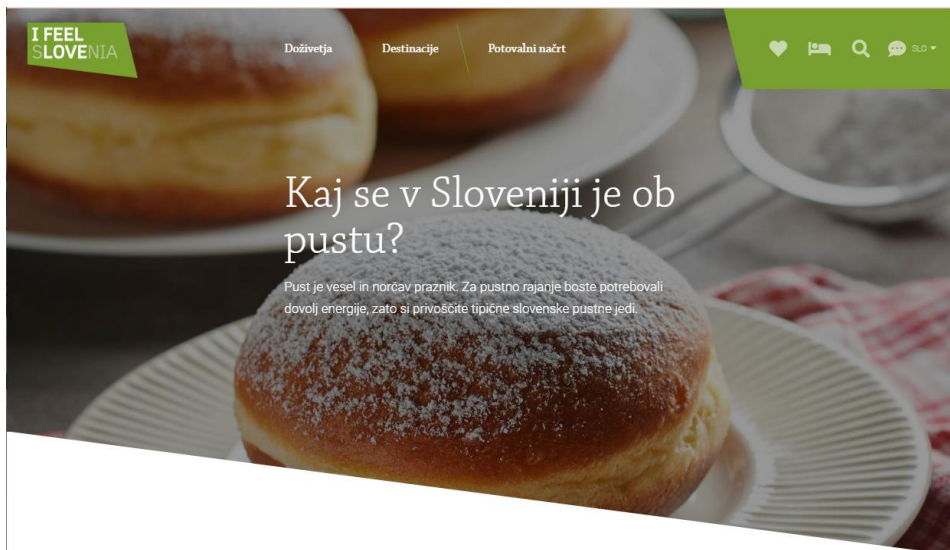 I FEEL
SLOVENIA
Doživetja Destinacije Potovalni načrt
SLO
Kaj se v Sloveniji je ob
pustu?
Pust je vesel in norčav praznik. Za pustno rajanje boste potrebovali
dovolj energije, zato si privoščite tipične slovenske pustne jedi.